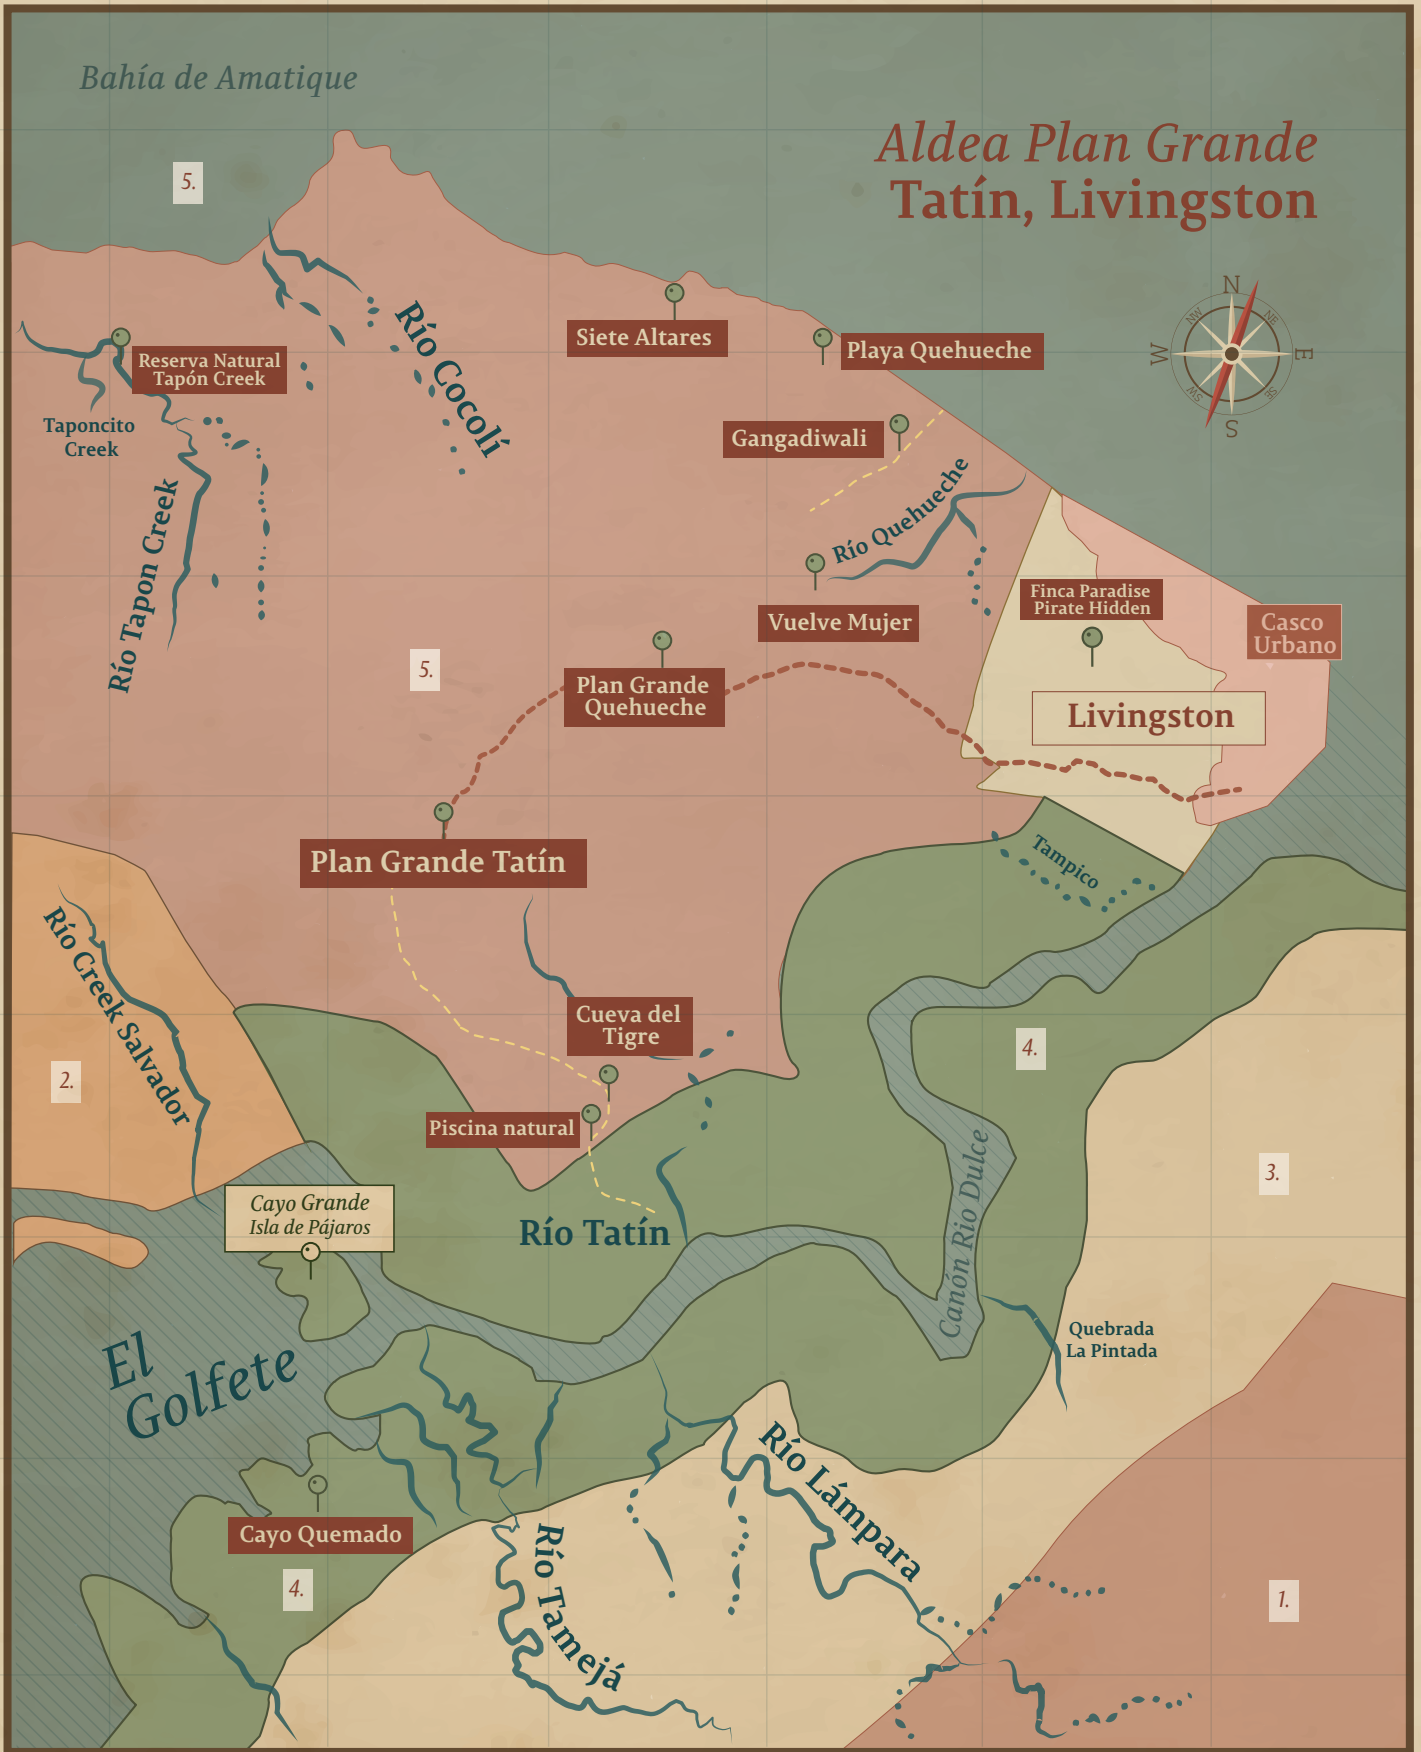 Bahía de Amatique
Aldea Plan Grande
Tatín, Livingston
5.
N
NW
NE
W
E
SW
SE
S
Río Cocolí
Siete Altares
Playa Quehueche
Reserva Natural
Tapón Creek
Taponcito
Creek
Gangadiwali
Río Quehueche
Río Tapon Creek
Finca Paradise
Pirate Hidden
Vuelve Mujer
Casco
Urbano
5.
Plan Grande
Quehueche
Livingston
Plan Grande Tatín
Tampico
Río Creek Salvador
Cueva del
Tigre
4.
2.
Piscina natural
3.
Cayo Grande
Isla de Pájaros
Río Tatín
Canón Rio Dulce
El
Golfete
Quebrada
La Pintada
Río Lámpara
Cayo Quemado
Río Tamejá
4.
1.